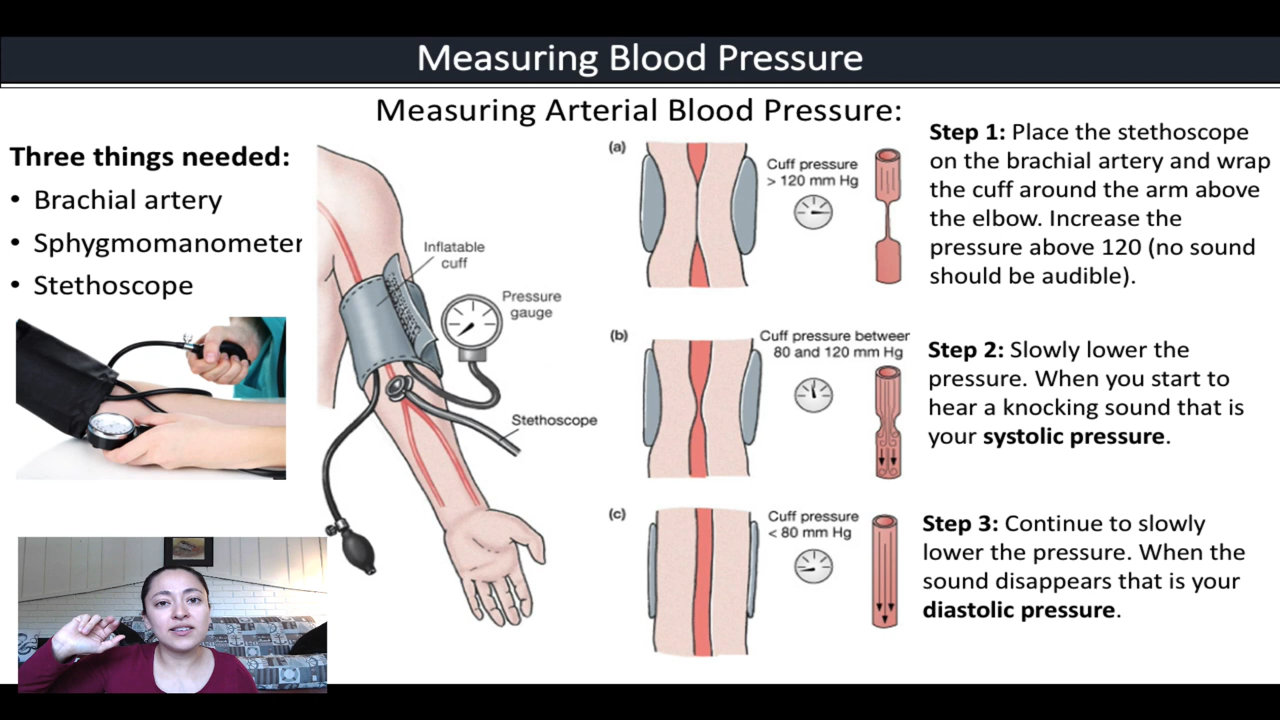 Measuring Blood Pressure
Measuring Arterial Blood Pressure:
Three things needed:
• Brachial artery
• Sphygmomanometer
• Stethoscope
Inflatable
cuff
Pressure
gauge
Stethoscope
(a)
Cuff pressure
> 120 mm Hg
(b)
Cuff pressure between
80 and 120 mm Hg
(c)
Cuff pressure
< 80 mm Hg
Step 1: Place the stethoscope
on the brachial artery and wrap
the cuff around the arm above
the elbow. Increase the
pressure above 120 (no sound
should be audible).
Step 2: Slowly lower the
pressure. When you start to
hear a knocking sound that is
your systolic pressure.
Step 3: Continue to slowly
lower the pressure. When the
sound disappears that is your
diastolic pressure.